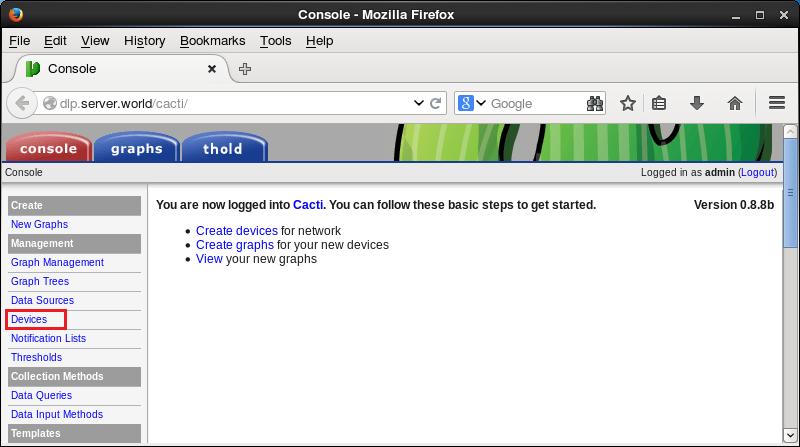 Console - Mozilla Firefox
File Edit View History Bookmarks Tools Help
Console
dlp.server.world/cacti/
Google
console graphs thold
Console
Logged in as admin (Logout)
Create
New Graphs
Management
Graph Management
Graph Trees
Data Sources
Devices
Notification Lists
Thresholds
Collection Methods
Data Queries
Data Input Methods
Templates
You are now logged into Cacti. You can follow these basic steps to get started.
Version 0.8.8b
Create devices for network
Create graphs for your new devices
View your new graphs